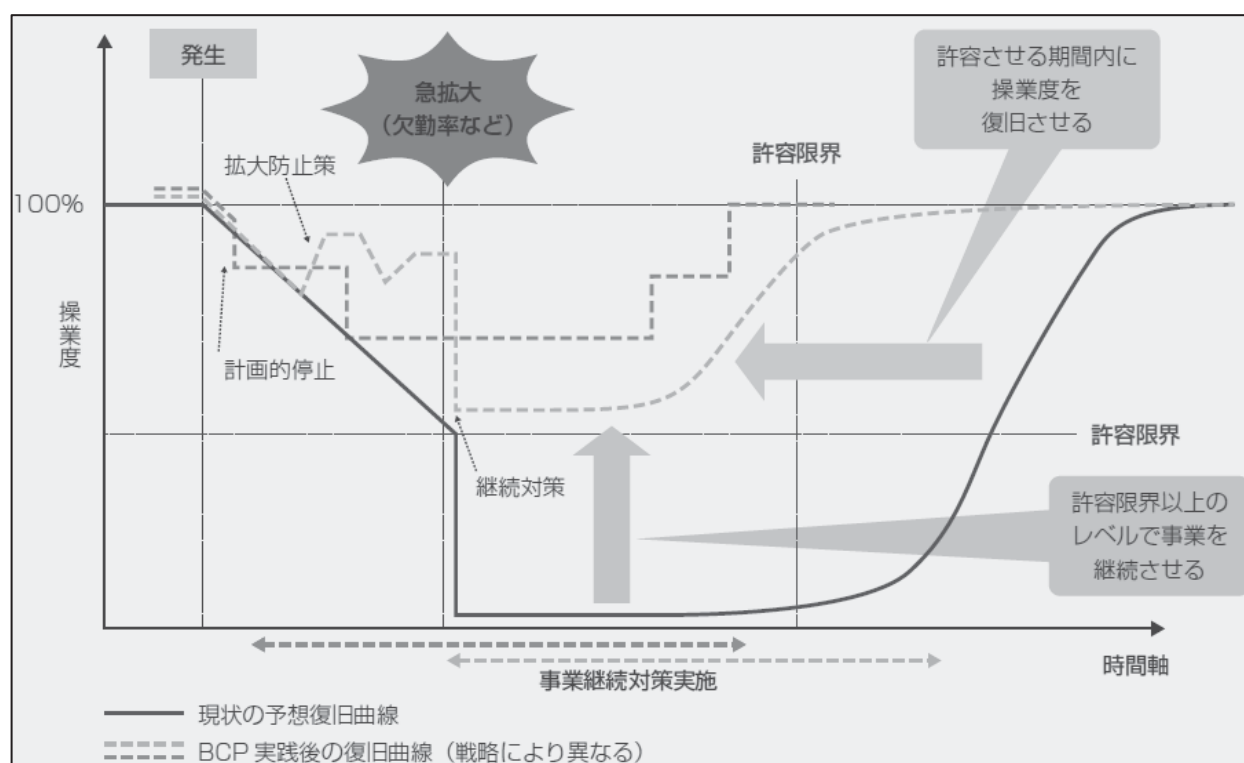 発生
急拡大
（欠勤率など）
許容させる期間内に
操業度を
復旧させる
拡大防止策
許容限界
100%
操業度
計画的停止
許容限界
継続対策
許容限界以上の
レベルで事業を
継続させる
事業継続対策実施
時間軸
現状の予想復旧曲線
BCP 実践後の復旧曲線（戦略により異なる）